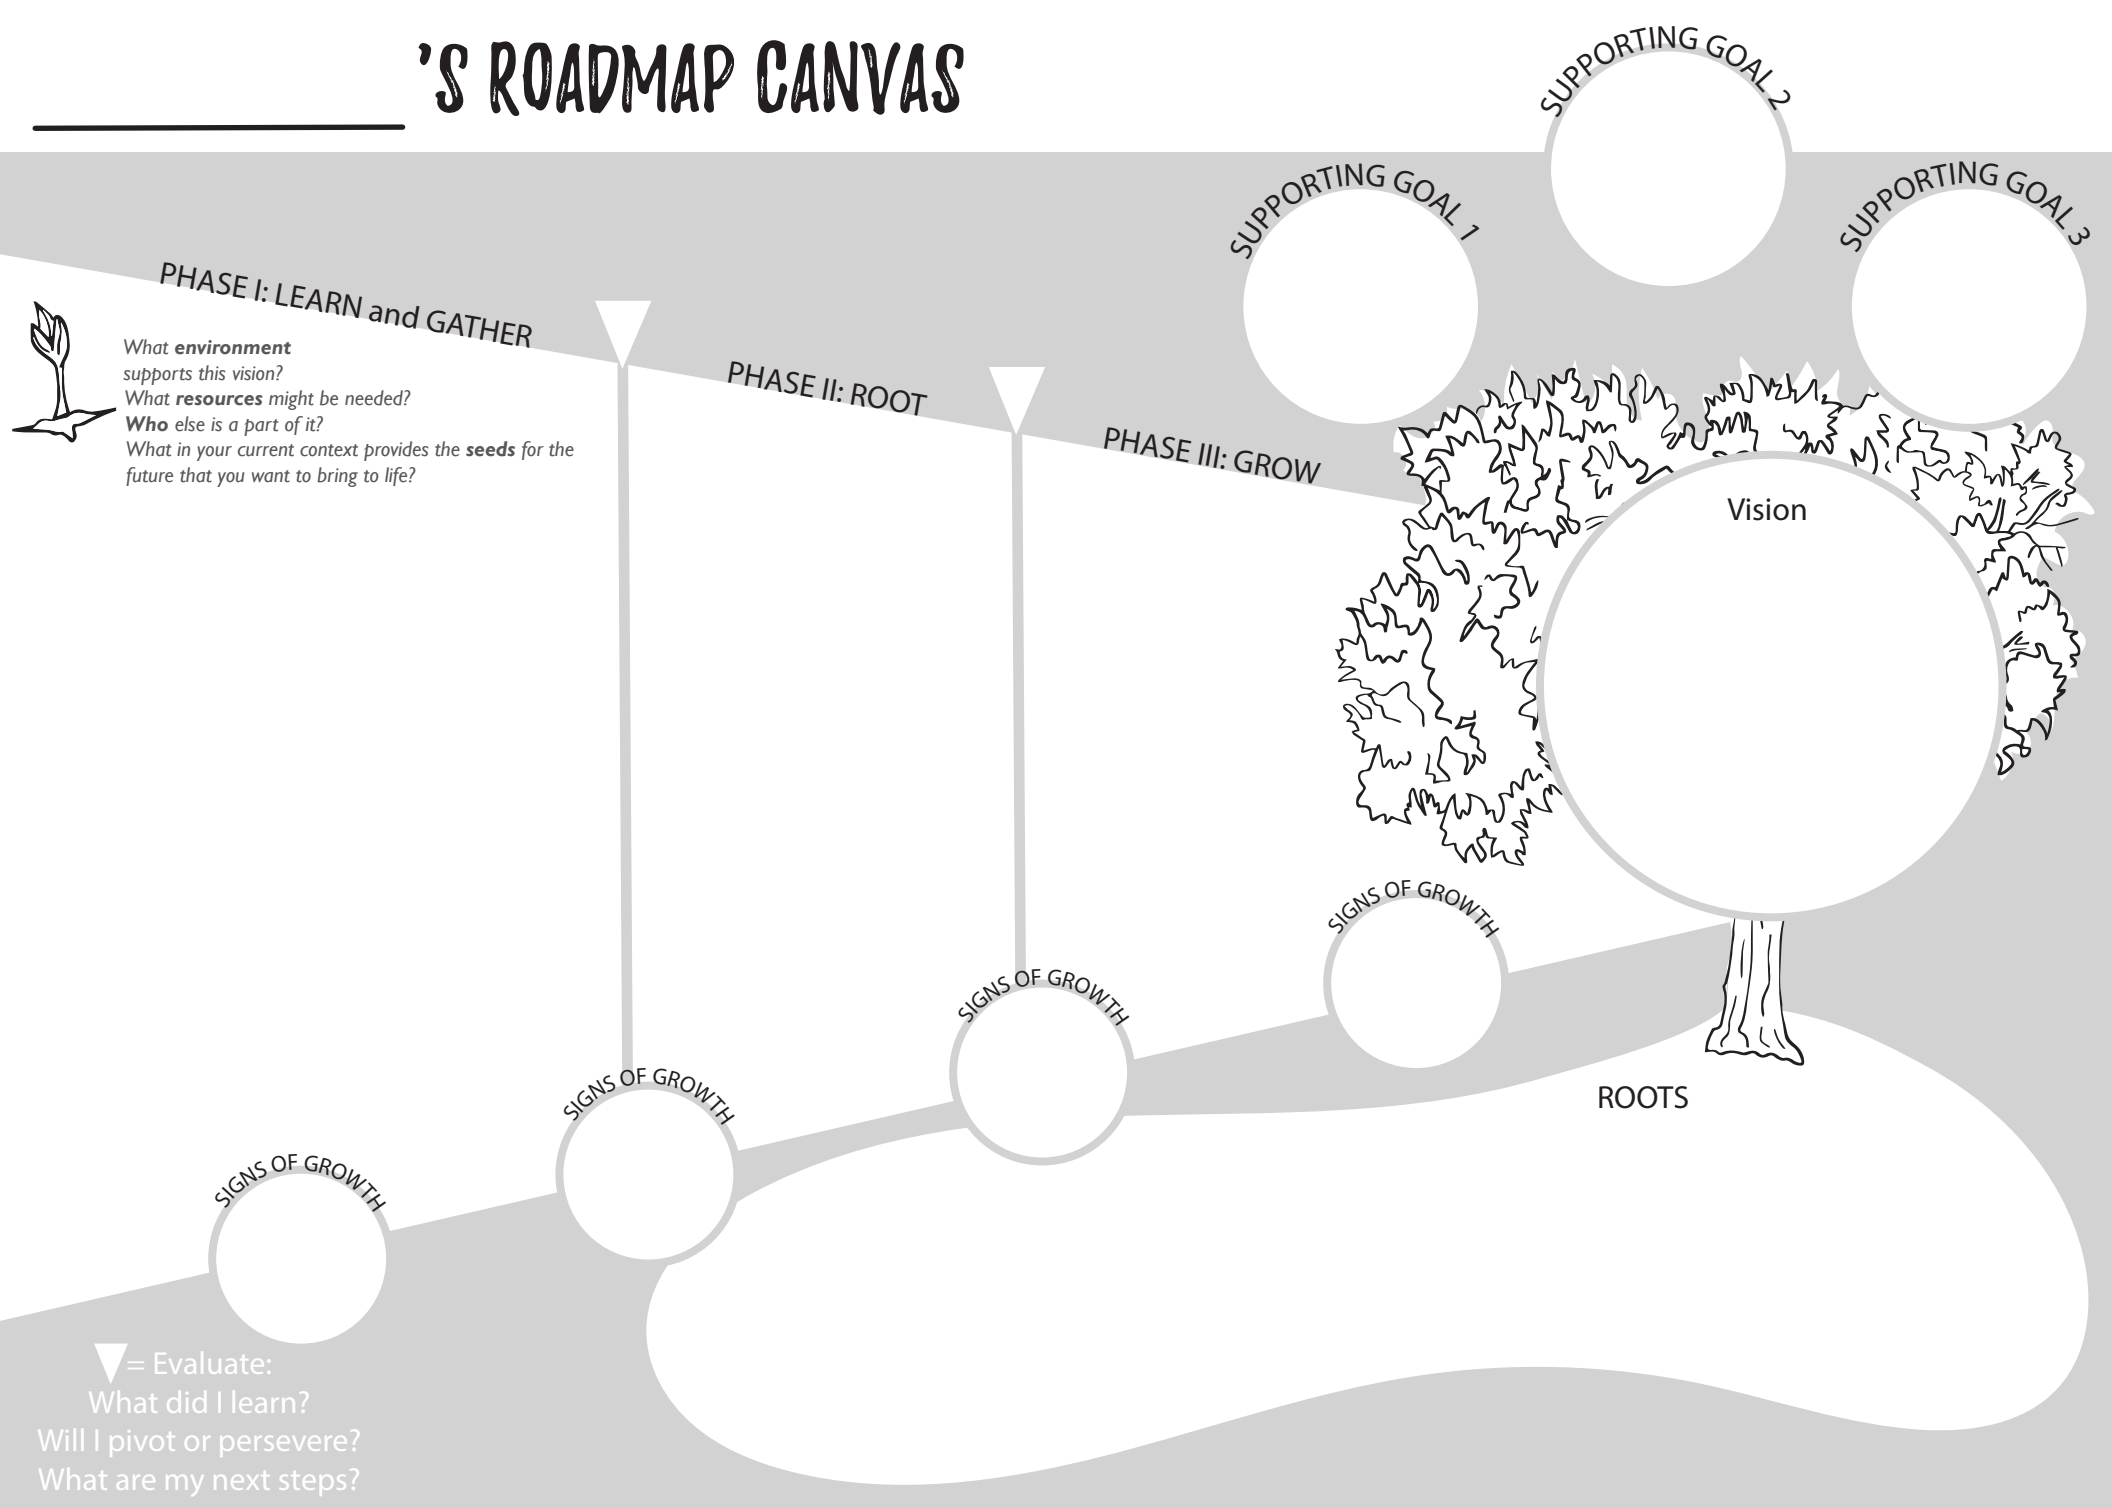 ’S ROADMAP CANVAS
SUPPORTING GOAL 1
SUPPORTING GOAL 2
SUPPORTING GOAL 3
PHASE I: LEARN and GATHER
What environment
supports this vision?
What resources might be needed?
Who else is a part of it?
What in your current context provides the seeds for the
future that you want to bring to life?
PHASE II: ROOT
PHASE III: GROW
Vision
SIGNS OF GROWTH
SIGNS OF GROWTH
SIGNS OF GROWTH
SIGNS OF GROWTH
ROOTS
= Evaluate:
What did I learn?
Will I pivot or persevere?
What are my next steps?